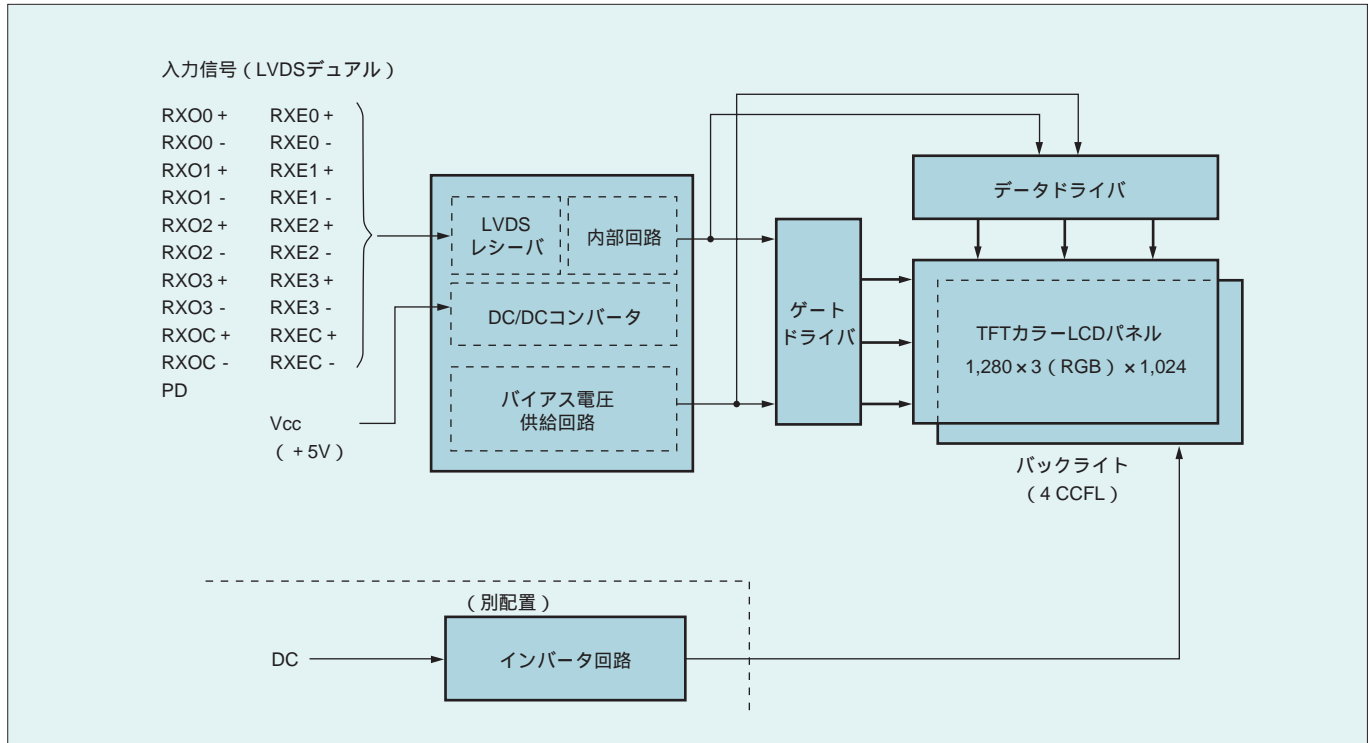 入力信号（LVDSデュアル）
RXO0 + RXE0 +
RXO0 - RXE0 -
RXO1 + RXE1 +
RXO1 - RXE1 -
RXO2 + RXE2 +
RXO2 - RXE2 -
RXO3 + RXE3 +
RXO3 - RXE3 -
RXOC + RXEC +
RXOC - RXEC -
PD
Vcc
（ + 5V ）
LVDS
レシーバ
内部回路
DC/DCコンバータ
バイアス電圧
供給回路
ゲート
ドライバ
データドライバ
TFTカラーLCDパネル
1,280 × 3（RGB）× 1,024
バックライト
（4 CCFL）
（別配置）
DC
インバータ回路